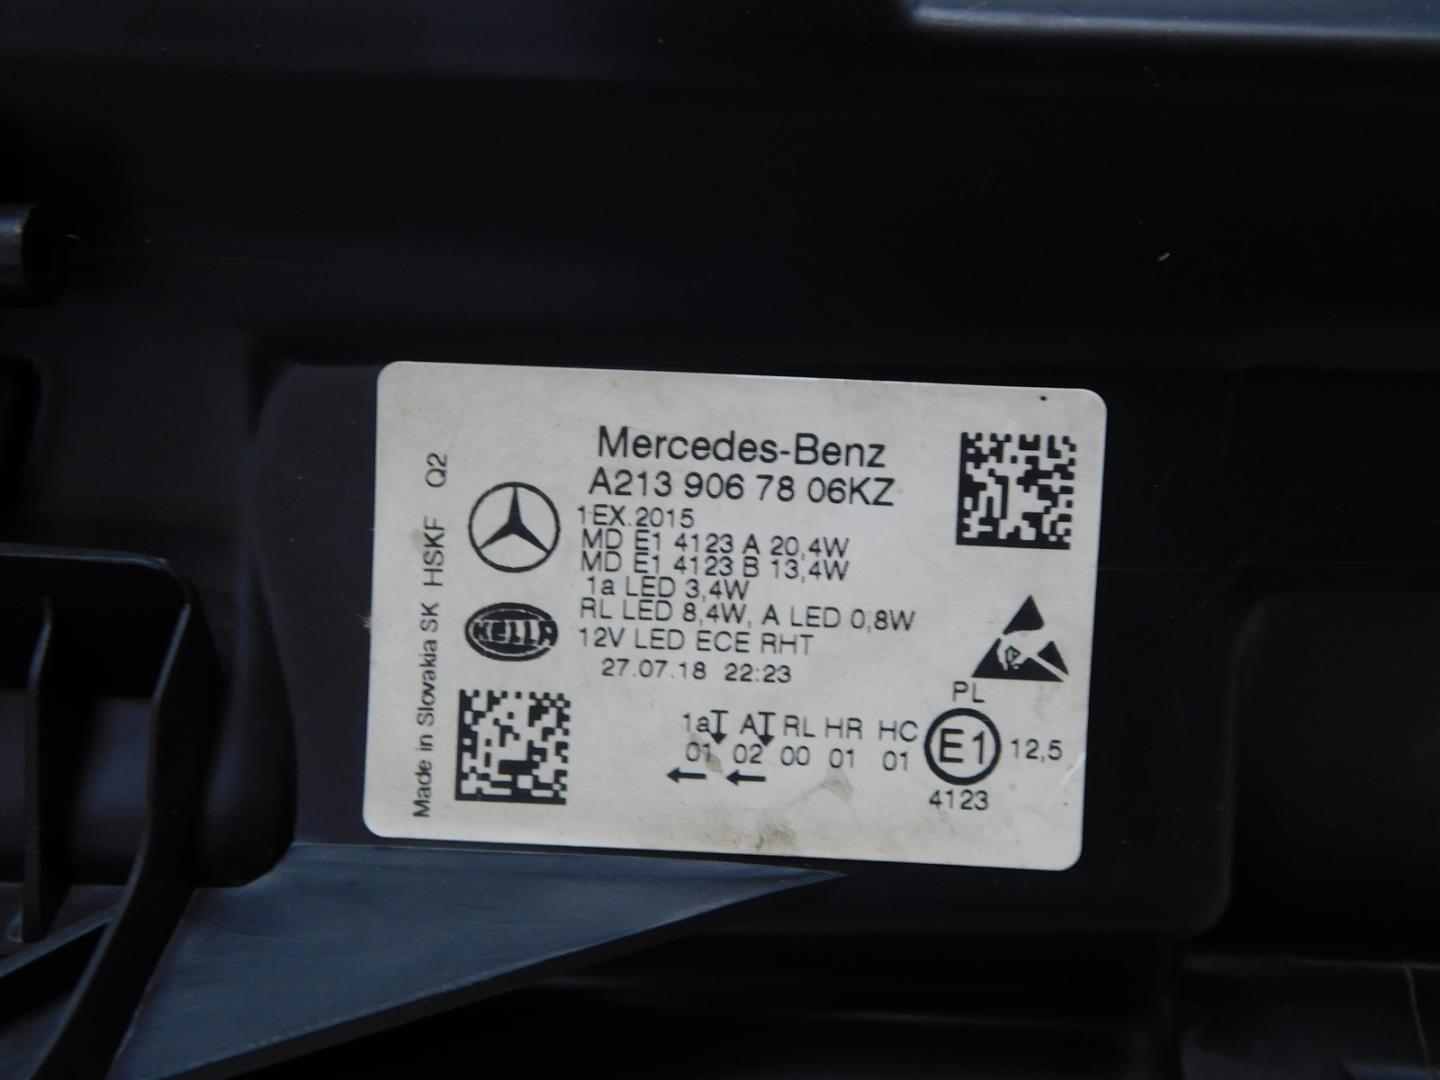 Mercedes-Benz
A213 906 78 06KZ
1EX.2015
MD E1 4123 A 20,4W
MD E1 4123 B 13,4W
1a LED 3,4W
RL LED 8,4W, A LED 0,8W
12V LED ECE RHT
27.07.18 22:23
HELLA
Made in Slovakia SK HSKF Q2
PL
1a A RL HR HC
01 02 00 01 01
E1 12,5
4123